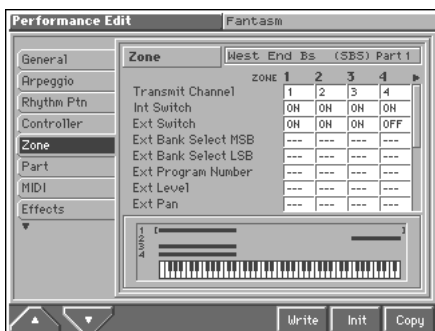 Performance Edit
Fantasm
General
Arpeggio
Rhythm Ptn
Controller
Zone
Part
MIDI
Effects
Zone
West End Bs (SBS) Part 1
ZONE 1 2 3 4
Transmit Channel 1 2 3 4
Int Switch ON ON ON ON
Ext Switch ON ON ON OFF
Ext Bank Select MSB --- --- --- ---
Ext Bank Select LSB --- --- --- ---
Ext Program Number --- --- --- ---
Ext Level --- --- --- ---
Ext Pan --- --- --- ---
1 [ ]
2
3
4
Write Init Copy